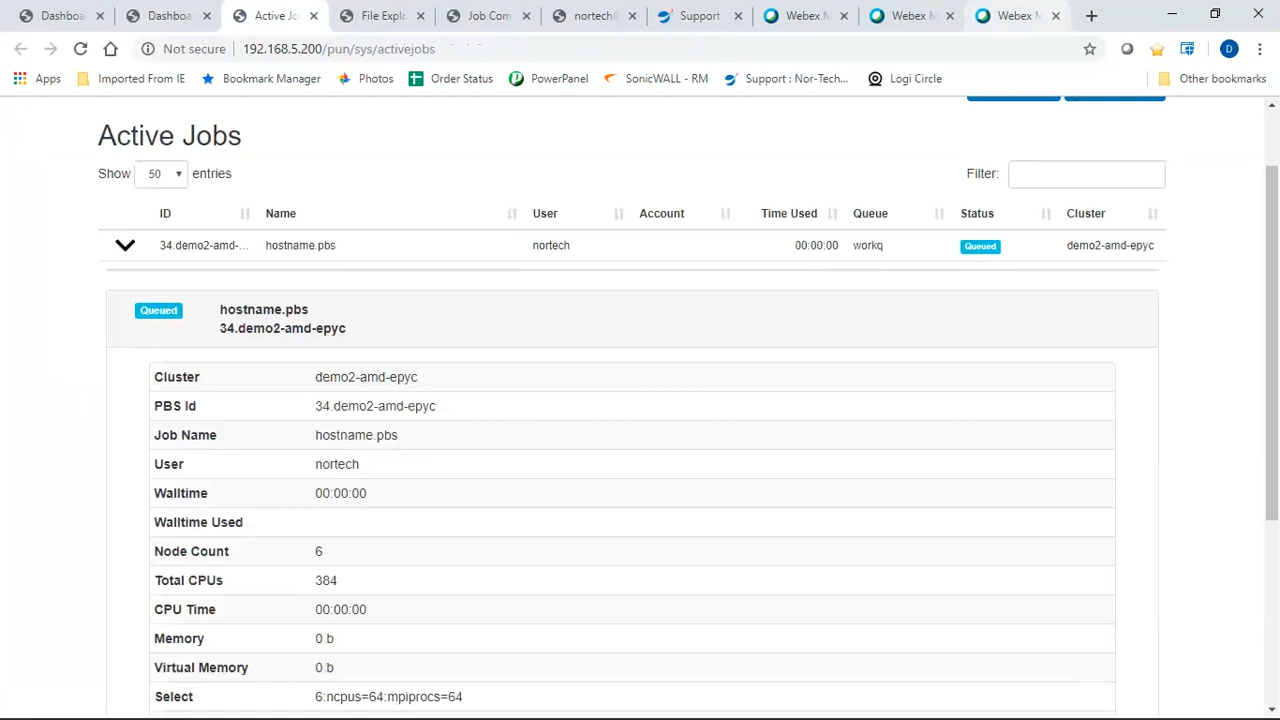 Dashboa
Dashboa
Active Jo
File Explo
Job Com
nortech@
Support
Webex M
Webex M
Webex M
Not secure
192.168.5.200/pun/sys/activejobs
D
Apps
Imported From IE
Bookmark Manager
Photos
Order Status
PowerPanel
SonicWALL - RM
Support : Nor-Tech...
Logi Circle
Other bookmarks
Active Jobs
Show 50 entries
Filter:
ID Name User Account Time Used Queue Status Cluster
34.demo2-amd-... hostname.pbs nortech 00:00:00 workq Queued demo2-amd-epyc
Queued hostname.pbs
34.demo2-amd-epyc
Cluster demo2-amd-epyc
PBS Id 34.demo2-amd-epyc
Job Name hostname.pbs
User nortech
Walltime 00:00:00
Walltime Used
Node Count 6
Total CPUs 384
CPU Time 00:00:00
Memory 0 b
Virtual Memory 0 b
Select 6:ncpus=64:mpiprocs=64